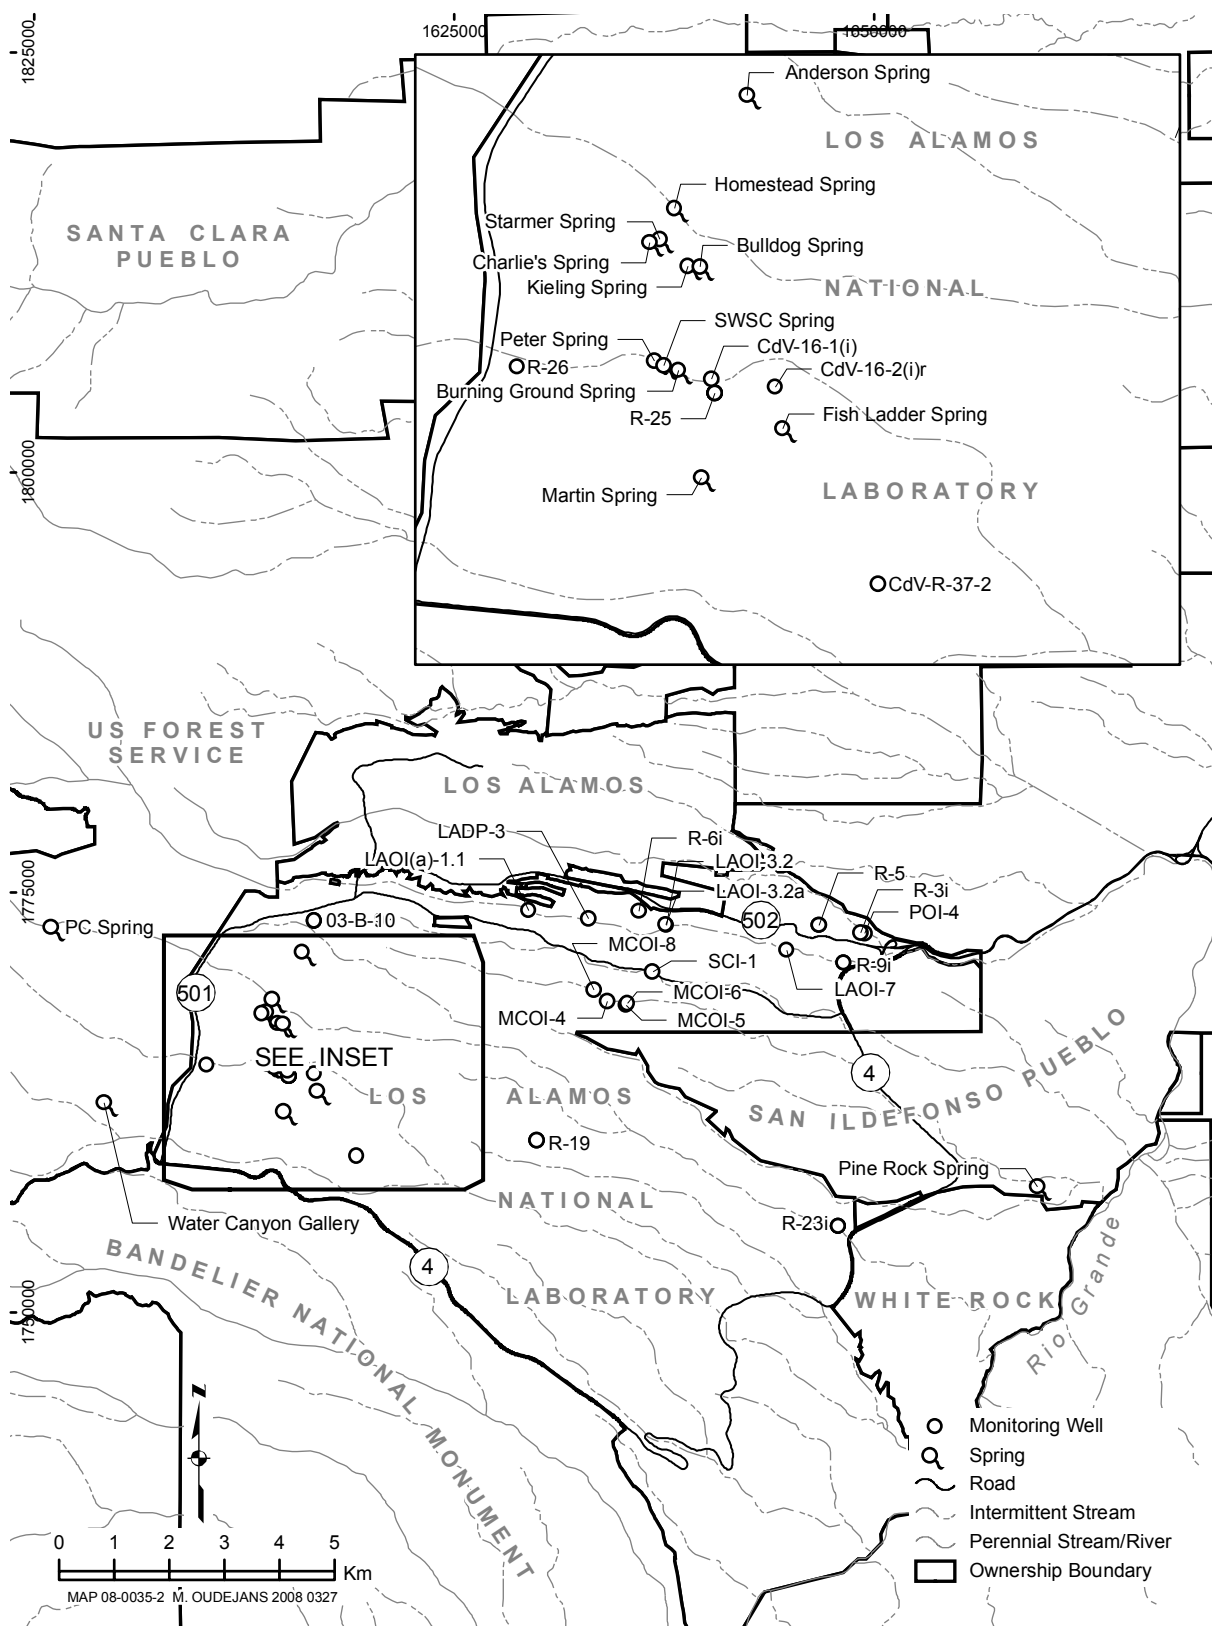 1625000
1650000
1825000
Anderson Spring
LOS ALAMOS
Homestead Spring
Starmer Spring
Charlie's Spring
Bulldog Spring
Kieling Spring
NATIONAL
SANTA CLARA
PUEBLO
SWSC Spring
Peter Spring
CdV-16-1(i)
R-26
CdV-16-2(i)r
Burning Ground Spring
R-25
Fish Ladder Spring
1800000
Martin Spring
LABORATORY
CdV-R-37-2
US FOREST
SERVICE
LOS ALAMOS
LADP-3
R-6i
LAOI(a)-1.1
LAOI-3.2
LAOI-3.2a
R-5
R-3i
POI-4
1775000
PC Spring
03-B-10
502
MCOI-8
SCI-1
R-9i
LAOI-7
501
MCOI-6
MCOI-4
MCOI-5
SEE INSET
4
LOS ALAMOS
SAN ILDEFONSO PUEBLO
R-19
Pine Rock Spring
NATIONAL
Water Canyon Gallery
R-23i
BANDELIER NATIONAL MONUMENT
4
LABORATORY
WHITE ROCK
Rio Grande
1750000
N
Monitoring Well
Spring
Road
Intermittent Stream
Perennial Stream/River
Ownership Boundary
0 1 2 3 4 5
Km
MAP 08-0035-2 M. OUDEJANS 2008 0327